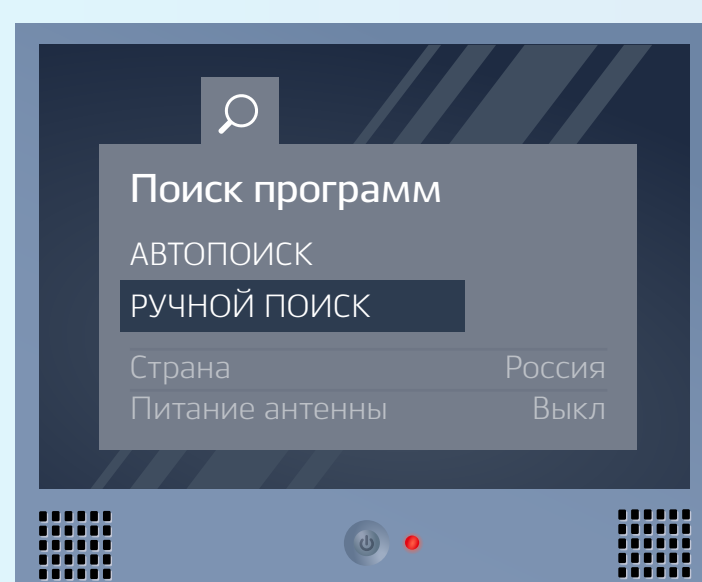 Поиск программ
АВТОПОИСК
РУЧНОЙ ПОИСК
Страна Россия
Питание антенны Выкл